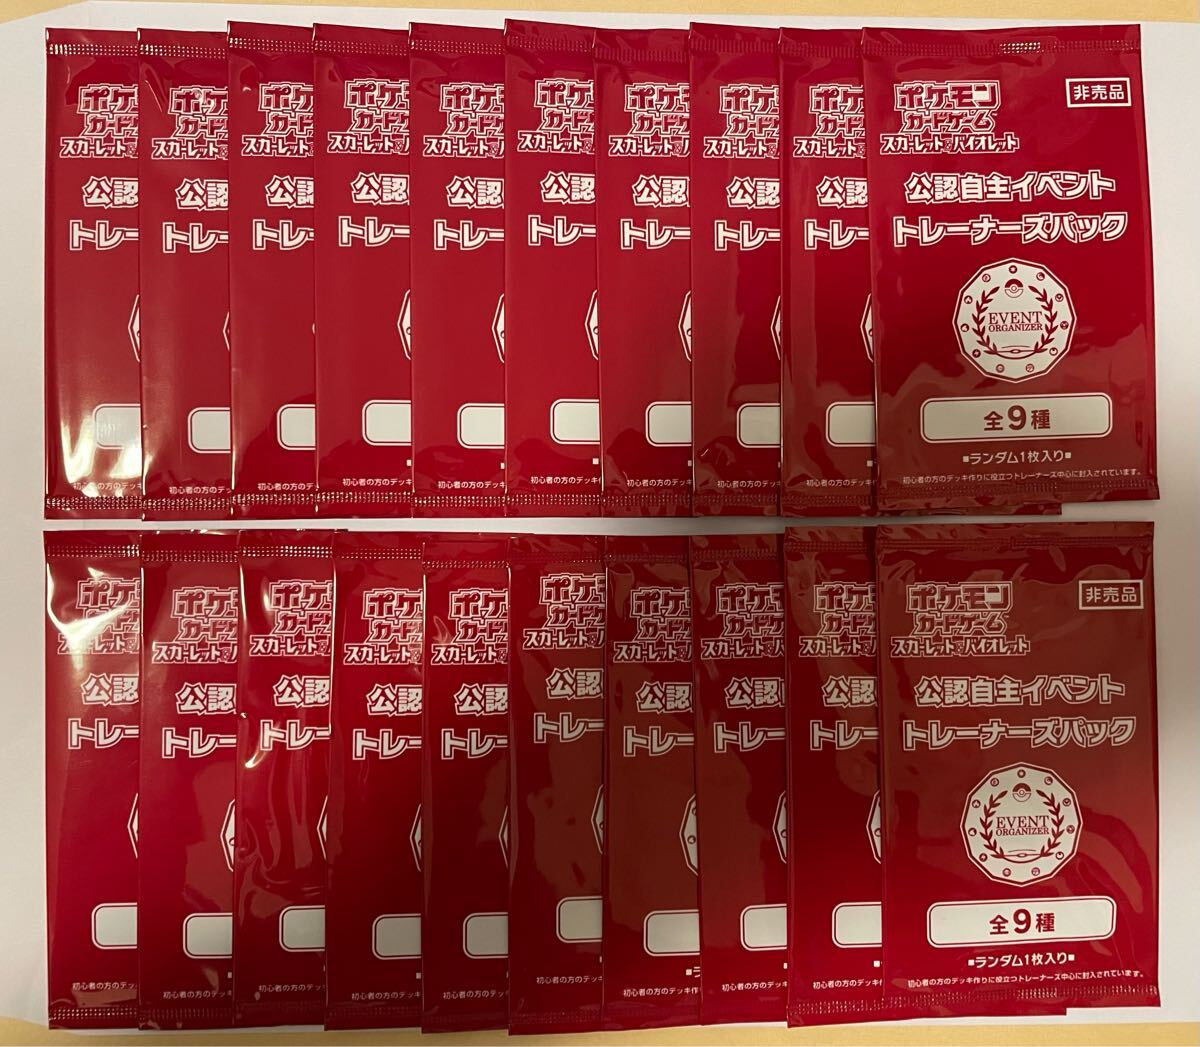 ポケモン
カードゲーム
スカーレット&バイオレット
非売品
公認自主イベント
トレーナーズパック
EVENT
ORGANIZER
全9種
■ランダム1枚入り■
初心者の方のデッキ作りに役立つトレーナーズ中心に封入されています。
ポケモン
カードゲーム
スカーレット&バイオレット
非売品
公認自主イベント
トレーナーズパック
EVENT
ORGANIZER
全9種
■ランダム1枚入り■
初心者の方のデッキ作りに役立つトレーナーズ中心に封入されています。